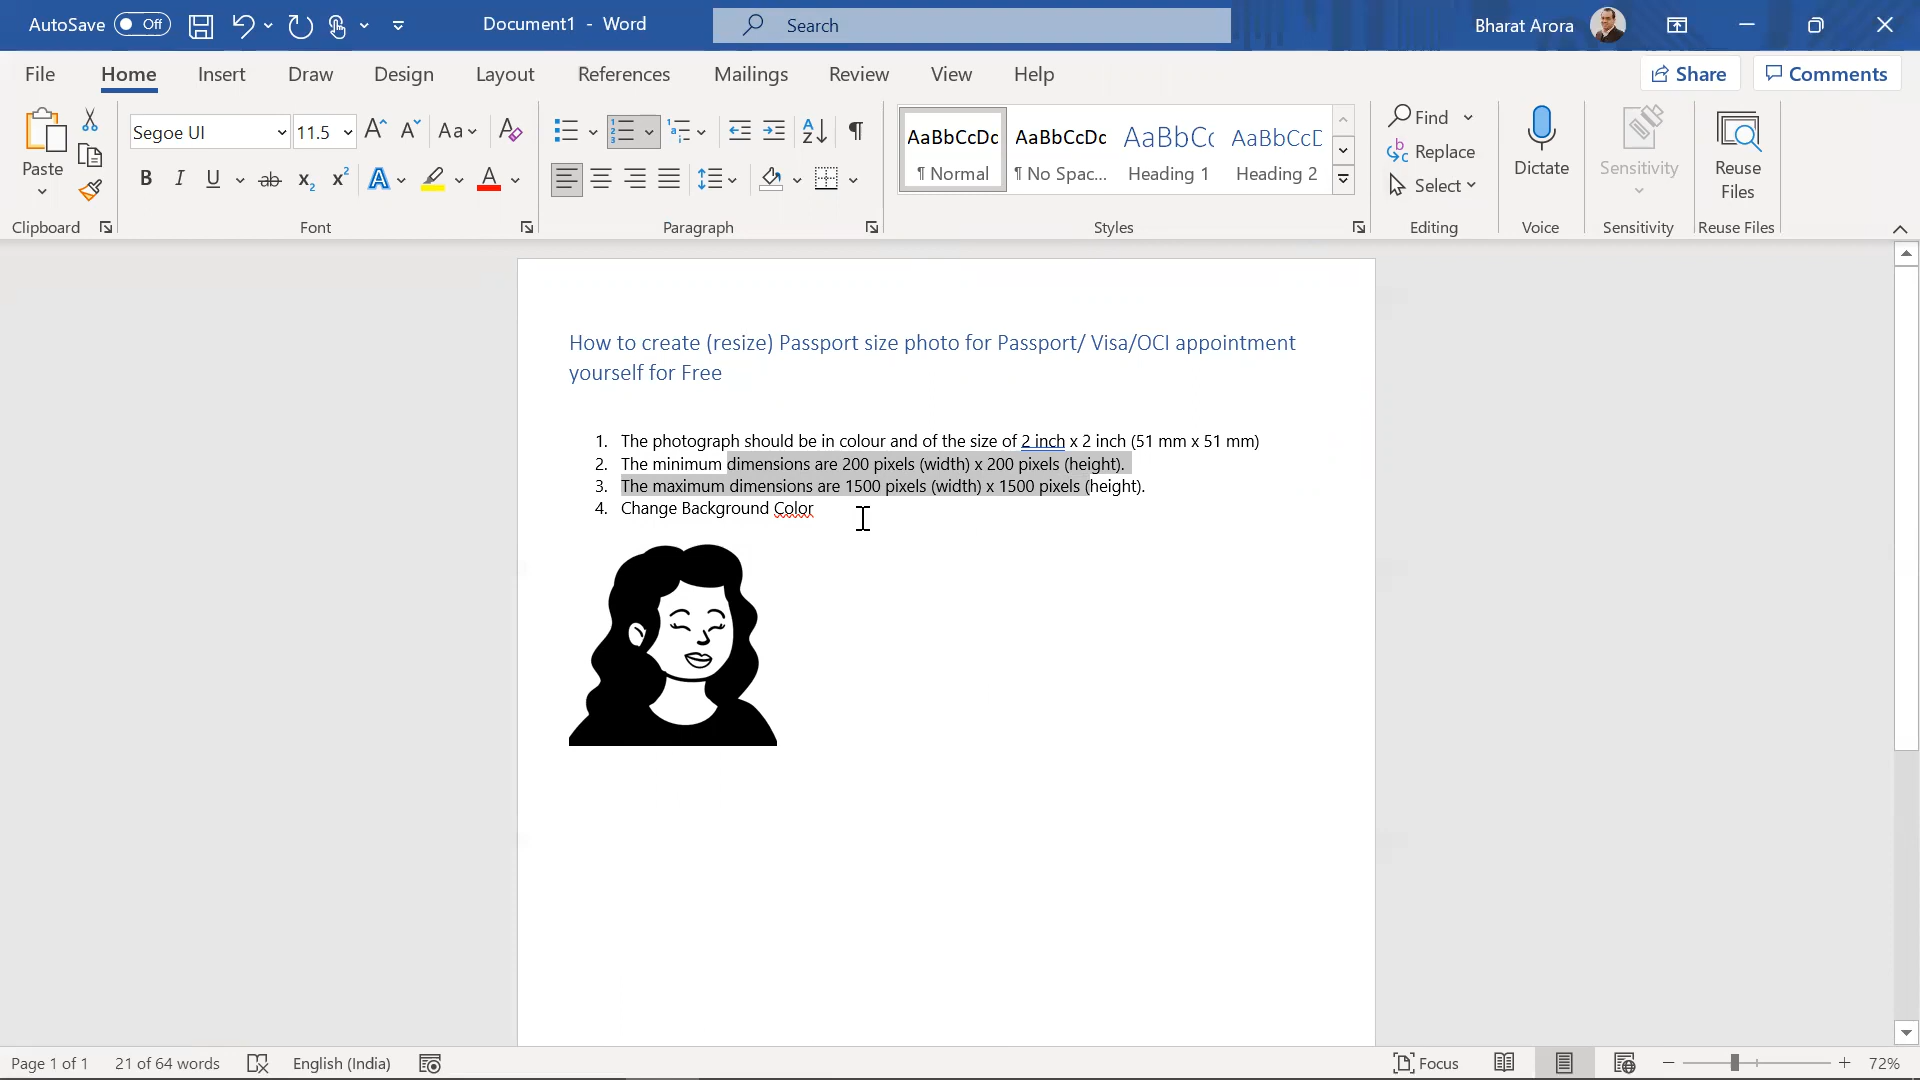 AutoSave Off Document1 - Word Search Bharat Arora
File Home Insert Draw Design Layout References Mailings Review View Help Share Comments
Paste
Segoe UI 11.5 Aa
B I U ab x₂ x² A A
AaBbCcDc AaBbCcDc AaBbCc AaBbCcD
¶ Normal ¶ No Spac... Heading 1 Heading 2
Find
Replace
Select
Dictate
Sensitivity
Reuse
Files
Clipboard Font Paragraph Styles Editing Voice Sensitivity Reuse Files
How to create (resize) Passport size photo for Passport/ Visa/OCI appointment
yourself for Free
1. The photograph should be in colour and of the size of 2 inch x 2 inch (51 mm x 51 mm)
2. The minimum dimensions are 200 pixels (width) x 200 pixels (height).
3. The maximum dimensions are 1500 pixels (width) x 1500 pixels (height).
4. Change Background Color
Page 1 of 1 21 of 64 words English (India) Focus 72%